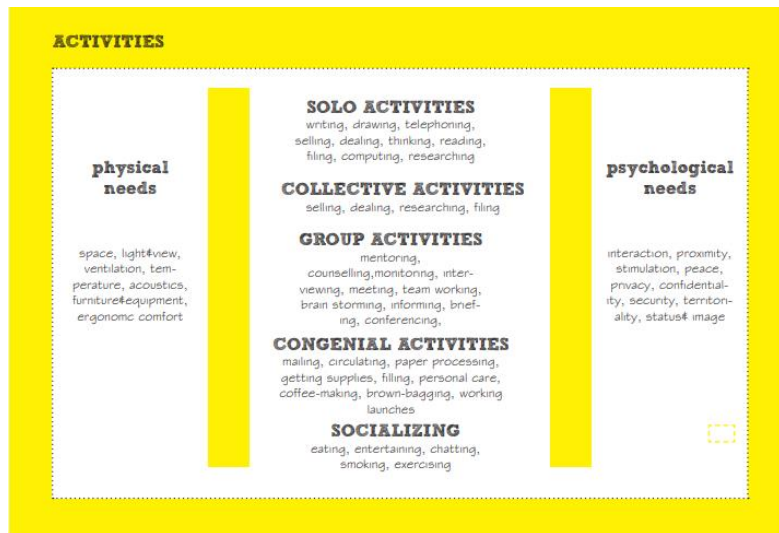 ACTIVITIES
physical
needs
space, light&view,
ventilation, tem-
perature, acoustics,
furniture&equipment,
ergonomc comfort
SOLO ACTIVITIES
writing, drawing, telephoning,
selling, dealing, thinking, reading,
filing, computing, researching
COLLECTIVE ACTIVITIES
selling, dealing, researching, filing
GROUP ACTIVITIES
mentoring,
counselling,monitoring, inter-
viewing, meeting, team working,
brain storming, informing, brief-
ing, conferencing,
CONGENIAL ACTIVITIES
mailing, circulating, paper processing,
getting supplies, filling, personal care,
coffee-making, brown-bagging, working
launches
SOCIALIZING
eating, entertaining, chatting,
smoking, exercising
psychological
needs
interaction, proximity,
stimulation, peace,
privacy, confidential-
ity, security, territori-
ality, status& image